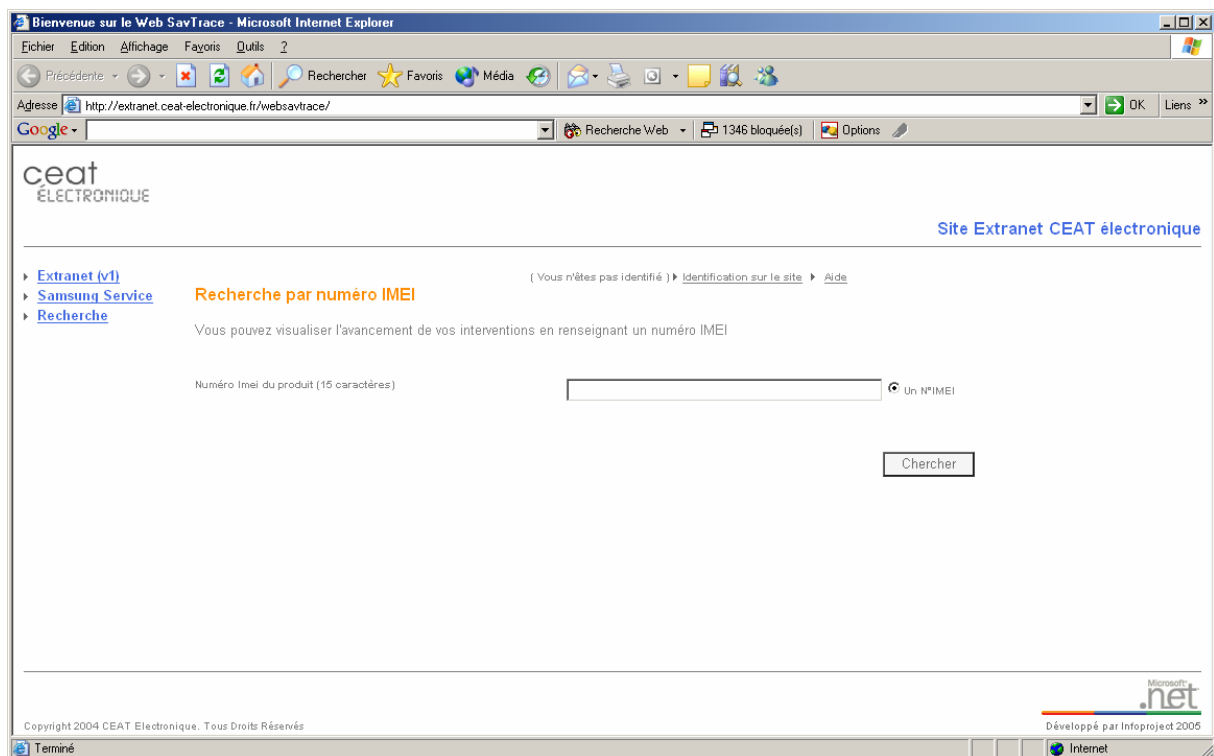 Bienvenue sur le Web SavTrace - Microsoft Internet Explorer
Fichier Edition Affichage Favoris Outils ?
Précédente Rechercher Favoris Média
Adresse http://extranet.ceat-electronique.fr/websavtrace/ OK Liens »
Google Recherche Web 1346 bloquée(s) Options
ceat
ÉLECTRONIQUE
Site Extranet CEAT électronique
Extranet (v1)
Samsung Service
Recherche
( Vous n'êtes pas identifié ) Identification sur le site Aide
Recherche par numéro IMEI
Vous pouvez visualiser l'avancement de vos interventions en renseignant un numéro IMEI
Numéro Imei du produit (15 caractères) Un N°IMEI
Chercher
Microsoft
.net
Copyright 2004 CEAT Electronique. Tous Droits Réservés Développé par Infoproject 2005
Terminé Internet